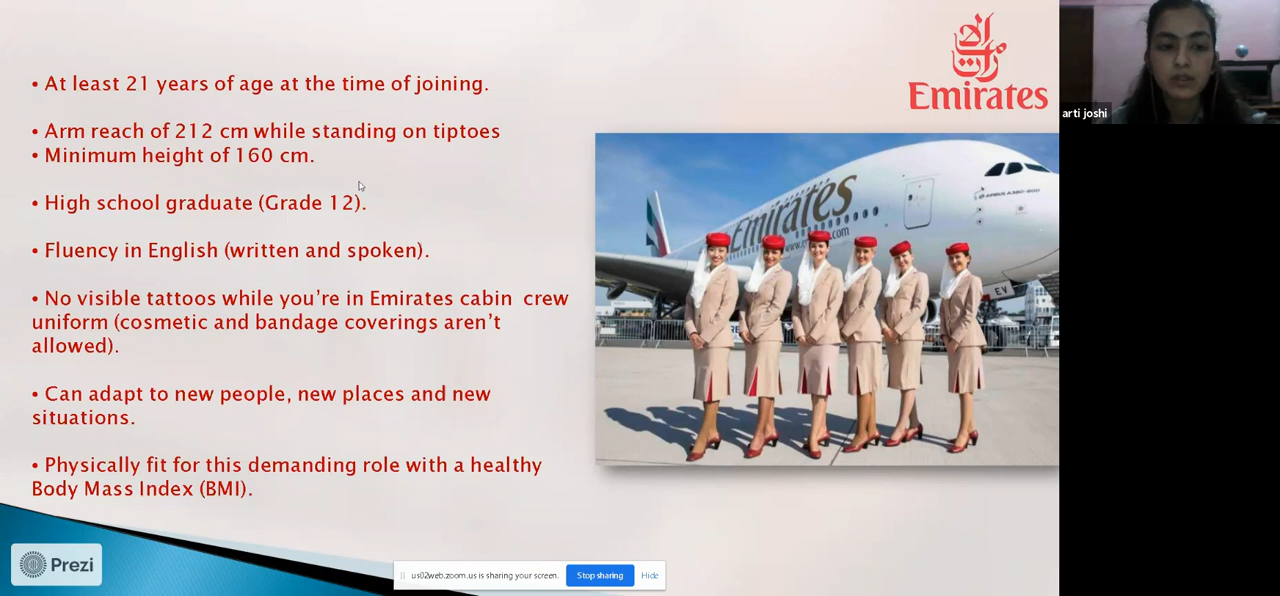 • At least 21 years of age at the time of joining.
• Arm reach of 212 cm while standing on tiptoes
• Minimum height of 160 cm.
• High school graduate (Grade 12).
• Fluency in English (written and spoken).
• No visible tattoos while you’re in Emirates cabin crew
uniform (cosmetic and bandage coverings aren’t
allowed).
• Can adapt to new people, new places and new
situations.
• Physically fit for this demanding role with a healthy
Body Mass Index (BMI).
Emirates
Emirates
AIRBUS A380-800
EV
arti joshi
Prezi
us02web.zoom.us is sharing your screen.
Stop sharing
Hide